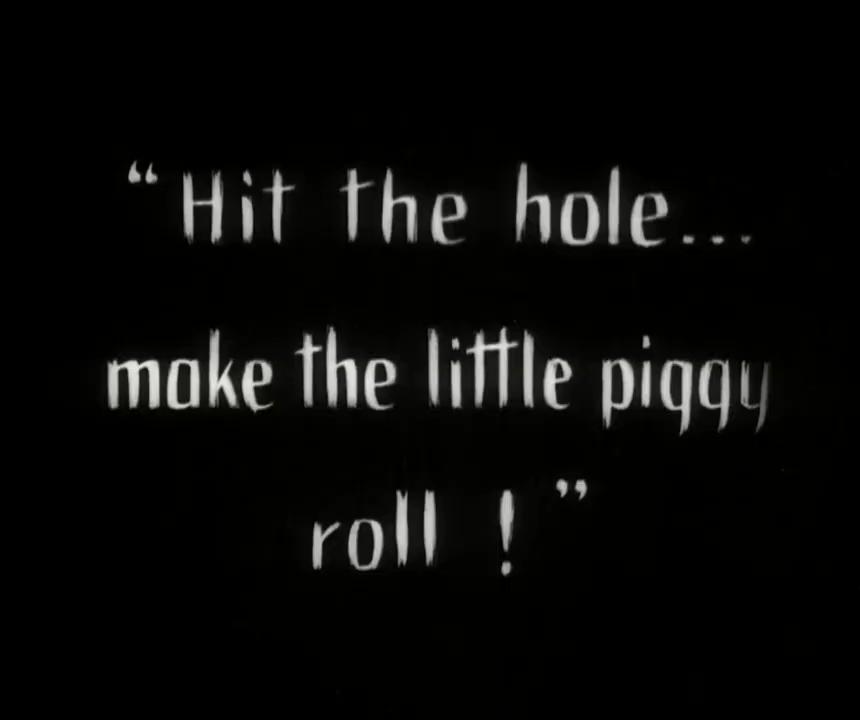 “Hit the hole...
make the little piggy
roll !”